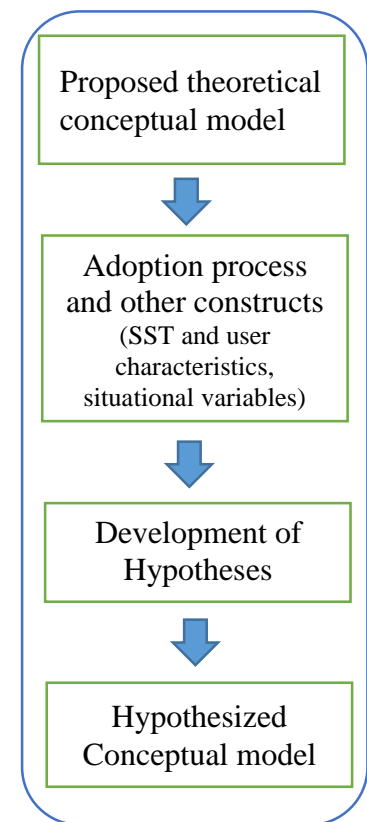 Proposed theoretical
conceptual model
Adoption process
and other constructs
(SST and user
characteristics,
situational variables)
Development of
Hypotheses
Hypothesized
Conceptual model